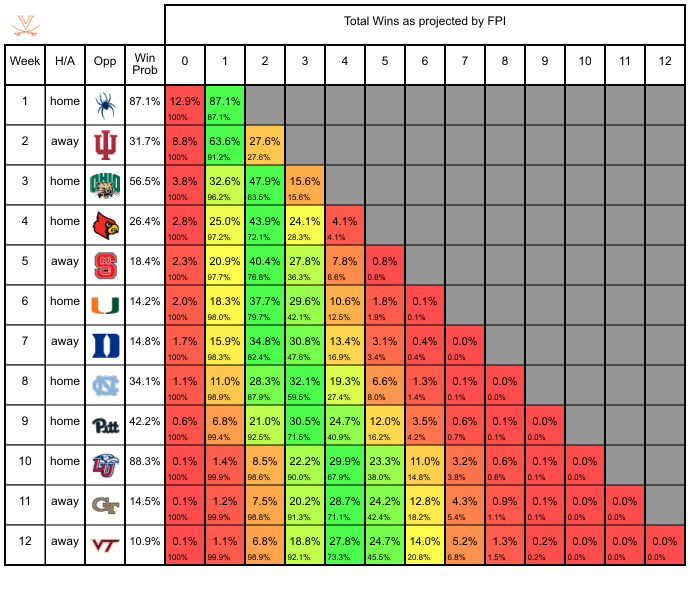 Total Wins as projected by FPI
Week H/A Opp Win Prob 0 1 2 3 4 5 6 7 8 9 10 11 12
1 home 87.1% 12.9% 87.1%
100% 87.1%
2 away 31.7% 8.8% 63.6% 27.6%
100% 91.2% 27.6%
3 home OHIO 56.5% 3.8% 32.6% 47.9% 15.6%
100% 96.2% 63.5% 15.6%
4 home 26.4% 2.8% 25.0% 43.9% 24.1% 4.1%
100% 97.2% 72.1% 28.3% 4.1%
5 away 18.4% 2.3% 20.9% 40.4% 27.8% 7.8% 0.8%
100% 97.7% 76.8% 36.3% 8.6% 0.8%
6 home 14.2% 2.0% 18.3% 37.7% 29.6% 10.6% 1.8% 0.1%
100% 98.0% 79.7% 42.1% 12.5% 1.9% 0.1%
7 away D 14.8% 1.7% 15.9% 34.8% 30.8% 13.4% 3.1% 0.4% 0.0%
100% 98.3% 82.4% 47.6% 16.9% 3.4% 0.4% 0.0%
8 home NC 34.1% 1.1% 11.0% 28.3% 32.1% 19.3% 6.6% 1.3% 0.1% 0.0%
100% 98.9% 87.9% 59.5% 27.4% 8.0% 1.4% 0.1% 0.0%
9 home Pitt 42.2% 0.6% 6.8% 21.0% 30.5% 24.7% 12.0% 3.5% 0.6% 0.1% 0.0%
100% 99.4% 92.5% 71.5% 40.9% 16.2% 4.2% 0.7% 0.1% 0.0%
10 home LU 88.3% 0.1% 1.4% 8.5% 22.2% 29.9% 23.3% 11.0% 3.2% 0.6% 0.1% 0.0%
100% 99.9% 98.6% 90.0% 67.9% 38.0% 14.8% 3.8% 0.6% 0.1% 0.0%
11 away GT 14.5% 0.1% 1.2% 7.5% 20.2% 28.7% 24.2% 12.8% 4.3% 0.9% 0.1% 0.0% 0.0%
100% 99.9% 98.8% 91.3% 71.1% 42.4% 18.2% 5.4% 1.1% 0.1% 0.0% 0.0%
12 away VT 10.9% 0.1% 1.1% 6.8% 18.8% 27.8% 24.7% 14.0% 5.2% 1.3% 0.2% 0.0% 0.0% 0.0%
100% 99.9% 98.9% 92.1% 73.3% 45.5% 20.8% 6.8% 1.5% 0.2% 0.0% 0.0% 0.0%